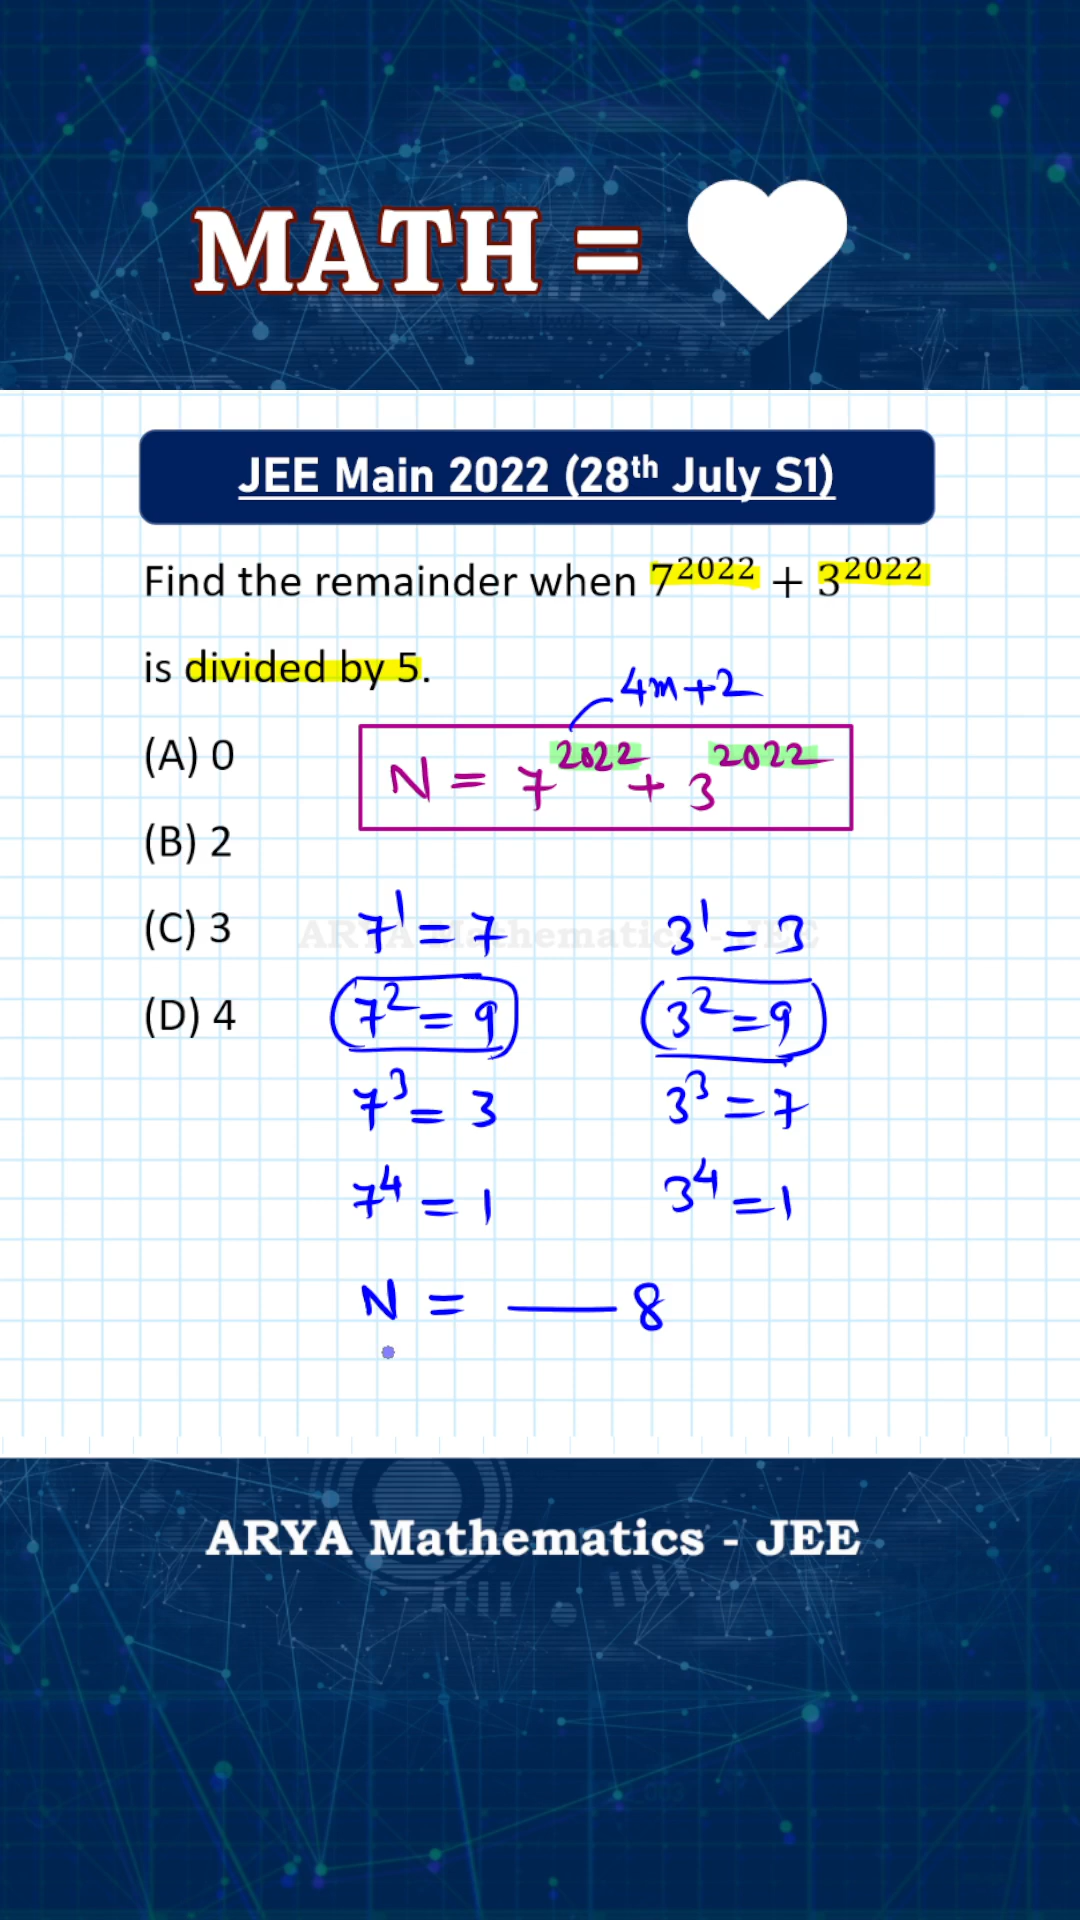 MATH =
JEE Main 2022 (28th July S1)
Find the remainder when 7^2022 + 3^2022
is divided by 5.
4m+2
(A) 0
N = 7^2022 + 3^2022
(B) 2
(C) 3
ARYA Mathematics - JEE
7^1 = 7 3^1 = 3
(D) 4
7^2 = 9 3^2 = 9
7^3 = 3 3^3 = 7
7^4 = 1 3^4 = 1
N = — 8
ARYA Mathematics - JEE